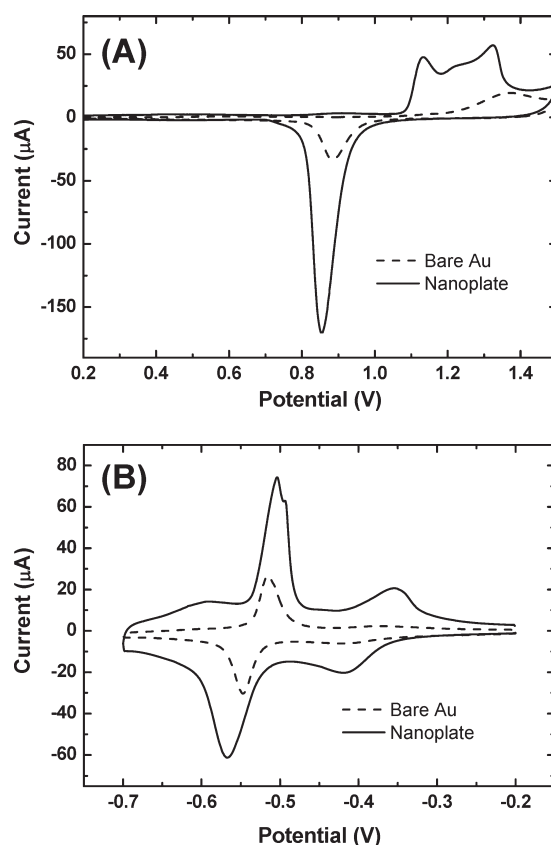 (A)
50
0
-50
-100
-150
Current (μA)
Bare Au
Nanoplate
0.2 0.4 0.6 0.8 1.0 1.2 1.4
Potential (V)
(B)
80
60
40
20
0
-20
-40
-60
Current (μA)
Bare Au
Nanoplate
-0.7 -0.6 -0.5 -0.4 -0.3 -0.2
Potential (V)